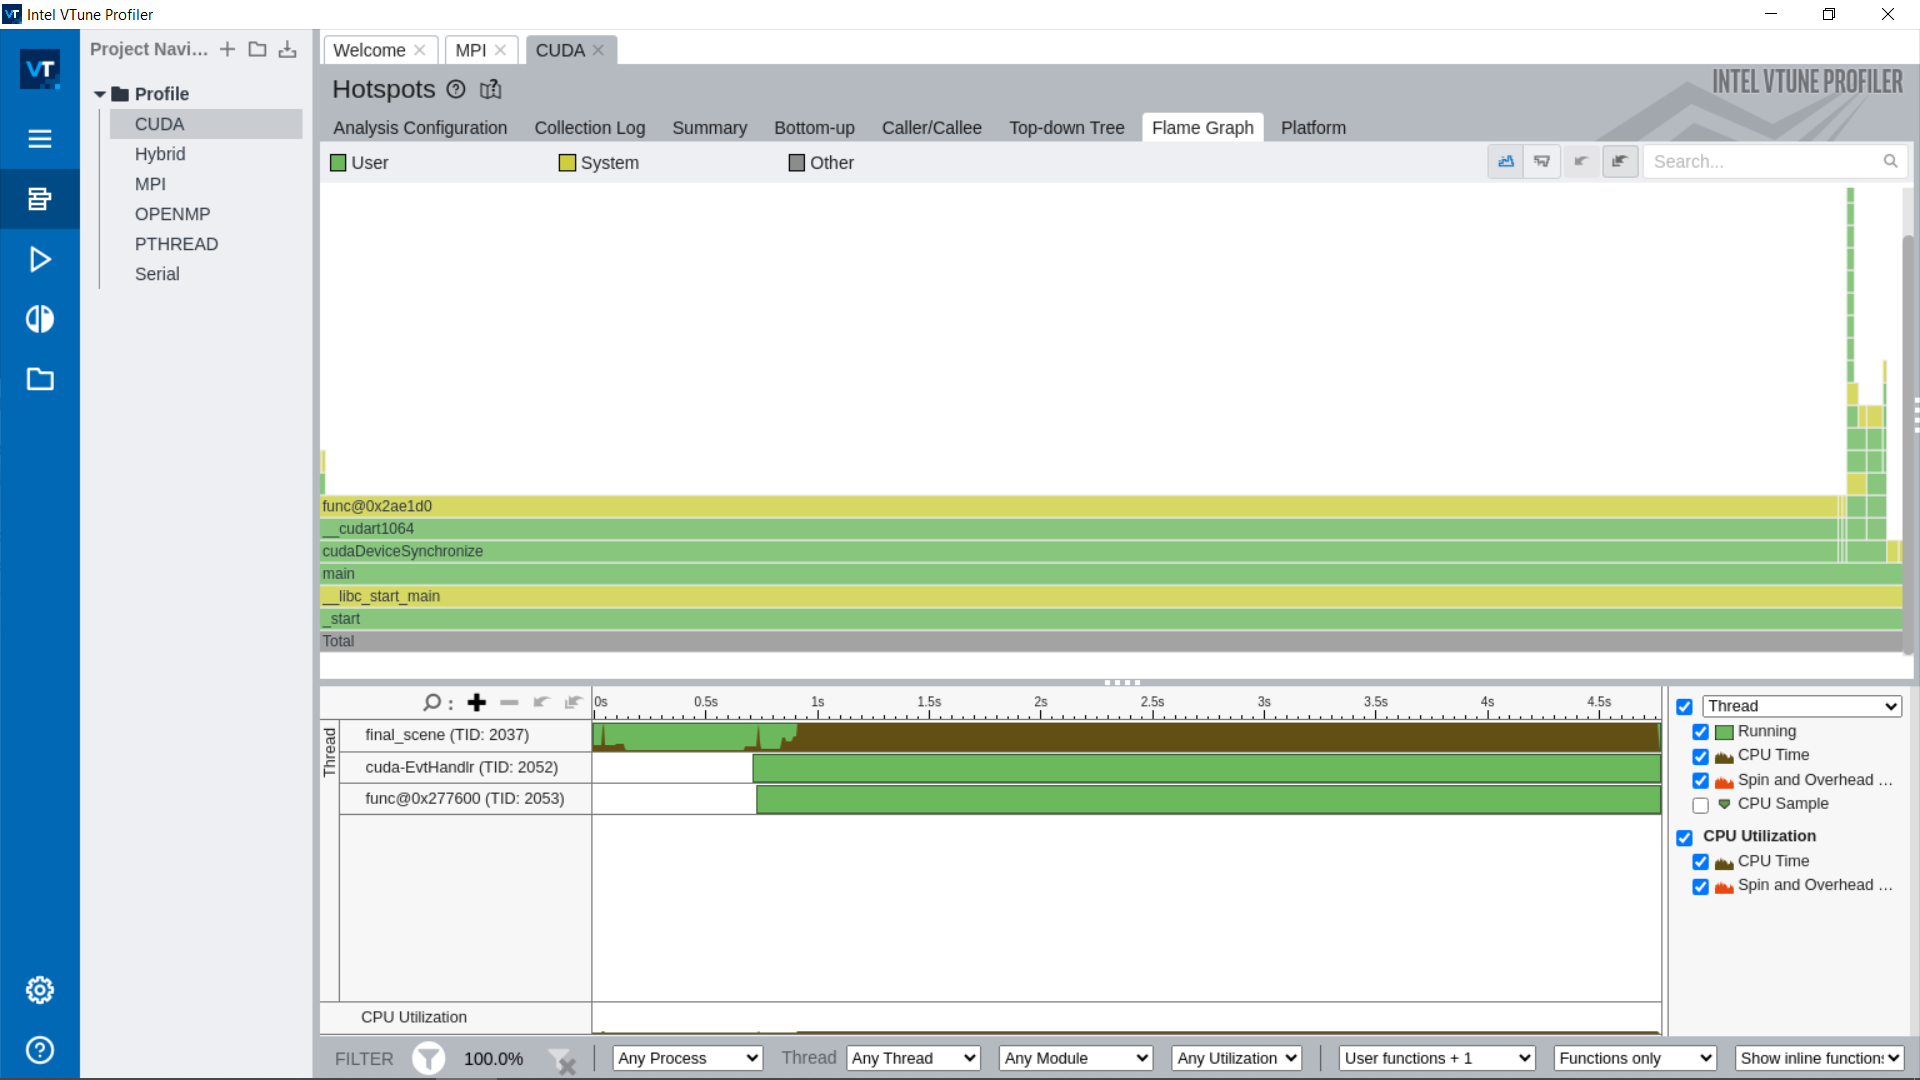 VT Intel VTune Profiler
VT
Project Navi...
Profile
CUDA
Hybrid
MPI
OPENMP
PTHREAD
Serial
Welcome MPI CUDA
Hotspots
INTEL VTUNE PROFILER
Analysis Configuration Collection Log Summary Bottom-up Caller/Callee Top-down Tree Flame Graph Platform
User System Other Search...
func@0x2ae1d0
__cudart1064
cudaDeviceSynchronize
main
__libc_start_main
_start
Total
0s 0.5s 1s 1.5s 2s 2.5s 3s 3.5s 4s 4.5s
Thread
final_scene (TID: 2037)
cuda-EvtHandlr (TID: 2052)
func@0x277600 (TID: 2053)
CPU Utilization
Thread
Running
CPU Time
Spin and Overhead ...
CPU Sample
CPU Utilization
CPU Time
Spin and Overhead ...
FILTER 100.0% Any Process Thread Any Thread Any Module Any Utilization User functions + 1 Functions only Show inline functions